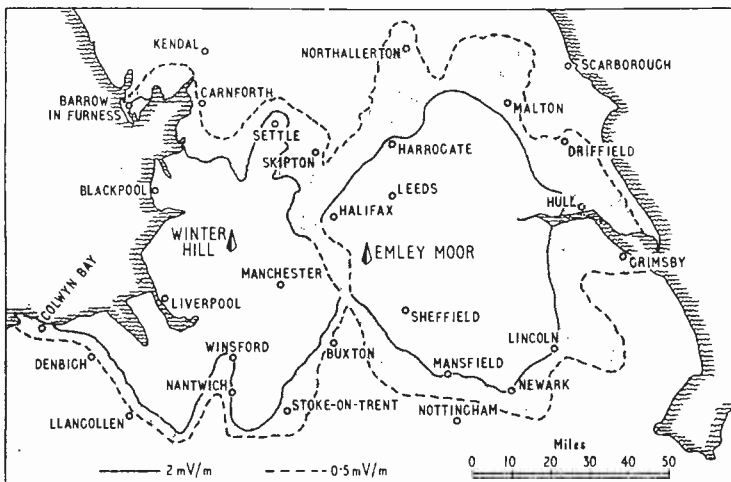 KENDAL
NORTHALLERTON
SCARBOROUGH
BARROW
IN FURNESS
CARNFORTH
MALTON
SETTLE
SKIPTON
HARROGATE
DRIFFIELD
BLACKPOOL
LEEDS
HALIFAX
HULL
WINTER
HILL
EMLEY MOOR
GRIMSBY
MANCHESTER
COLWYN BAY
LIVERPOOL
SHEFFIELD
DENBIGH
WINSFORD
BUXTON
LINCOLN
MANSFIELD
NANTWICH
NEWARK
LLANGOLLEN
STOKE-ON-TRENT
NOTTINGHAM
Miles
2 mV/m
0·5 mV/m
0 10 20 30 40 50